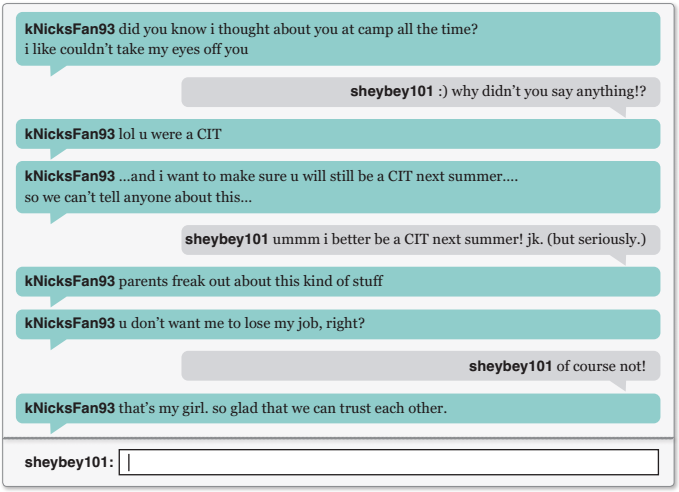 kNicksFan93 did you know i thought about you at camp all the time?
i like couldn't take my eyes off you
sheybey101 :) why didn't you say anything!?
kNicksFan93 lol u were a CIT
kNicksFan93 ...and i want to make sure u will still be a CIT next summer....
so we can't tell anyone about this...
sheybey101 ummm i better be a CIT next summer! jk. (but seriously.)
kNicksFan93 parents freak out about this kind of stuff
kNicksFan93 u don't want me to lose my job, right?
sheybey101 of course not!
kNicksFan93 that's my girl. so glad that we can trust each other.
sheybey101: